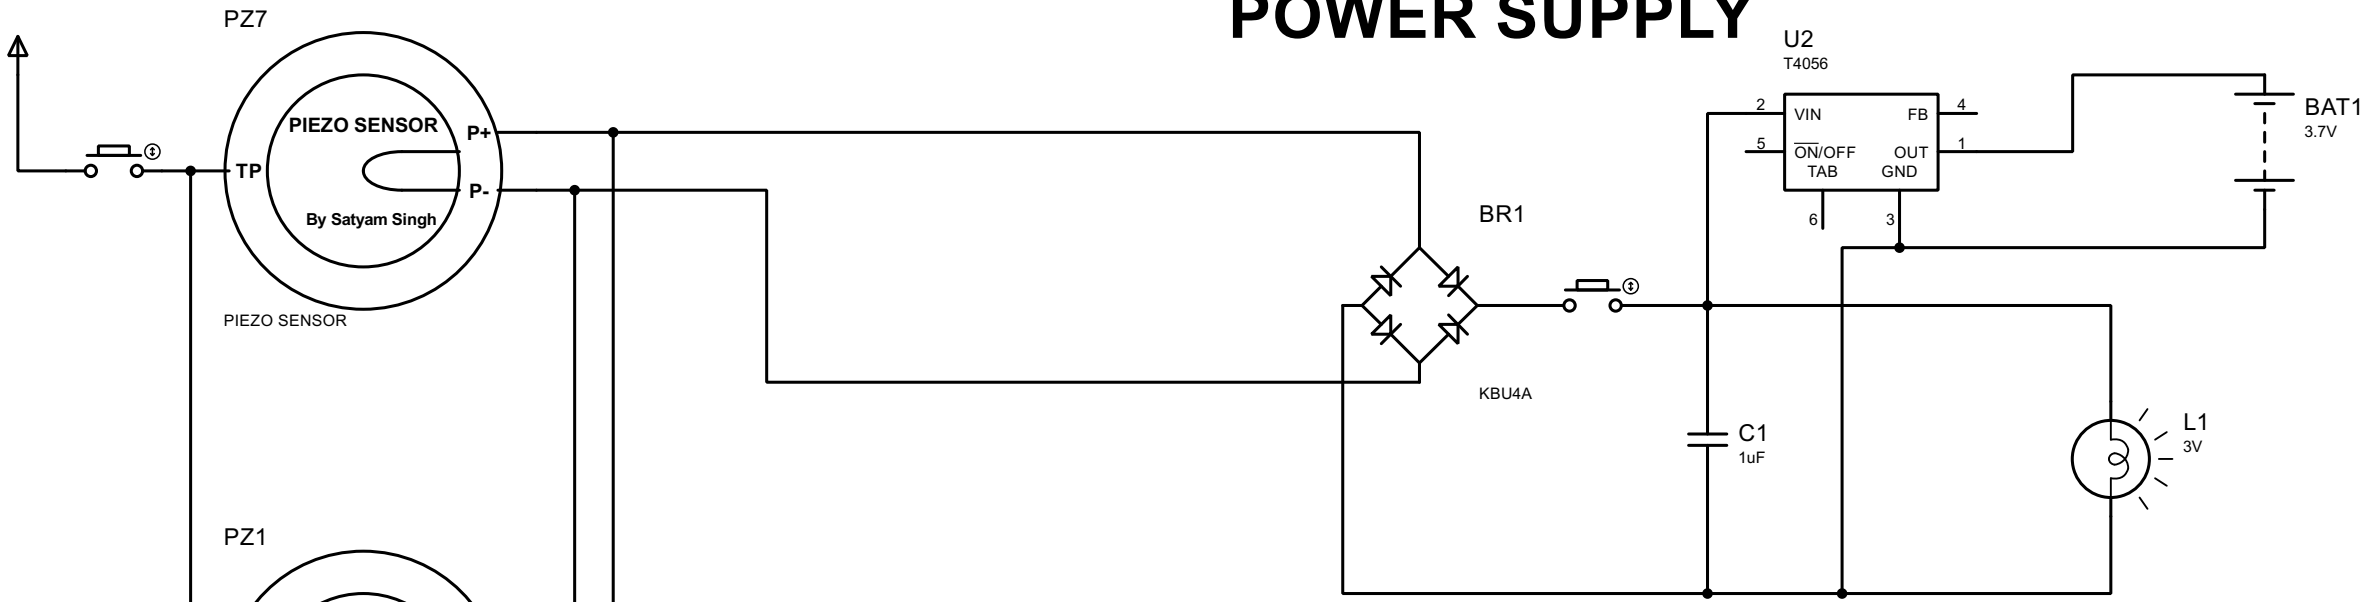 POWER SUPPLY
PZ7
PIEZO SENSOR
P+
TP
P-
By Satyam Singh
PIEZO SENSOR
PZ1
BR1
KBU4A
U2
T4056
2
VIN
FB
4
5
ON/OFF
OUT
1
TAB
GND
6
3
BAT1
3.7V
C1
1uF
L1
3V